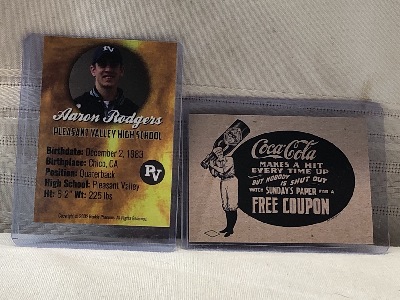 PV
Aaron Rodgers
PLEASANT VALLEY HIGH SCHOOL
Birthdate: December 2, 1983
Birthplace: Chico, CA
Position: Quarterback
High School: Pleasant Valley
Ht: 6' 2" Wt: 225 lbs
PV
Coca-Cola
MAKES A HIT
EVERY TIME UP
BUT NOBODY IS SHUT OUT
WATCH SUNDAY'S PAPER FOR A
FREE COUPON